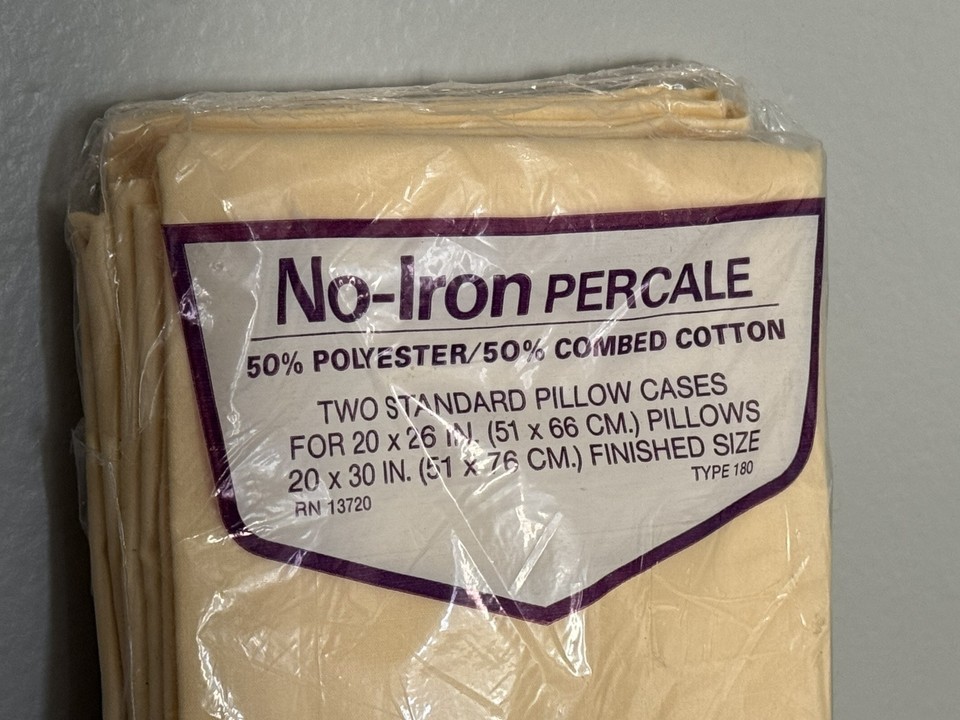 No-Iron PERCALE
50% POLYESTER/50% COMBED COTTON
TWO STANDARD PILLOW CASES
FOR 20 x 26 IN. (51 x 66 CM.) PILLOWS
20 x 30 IN. (51 x 76 CM.) FINISHED SIZE
TYPE 180
RN 13720